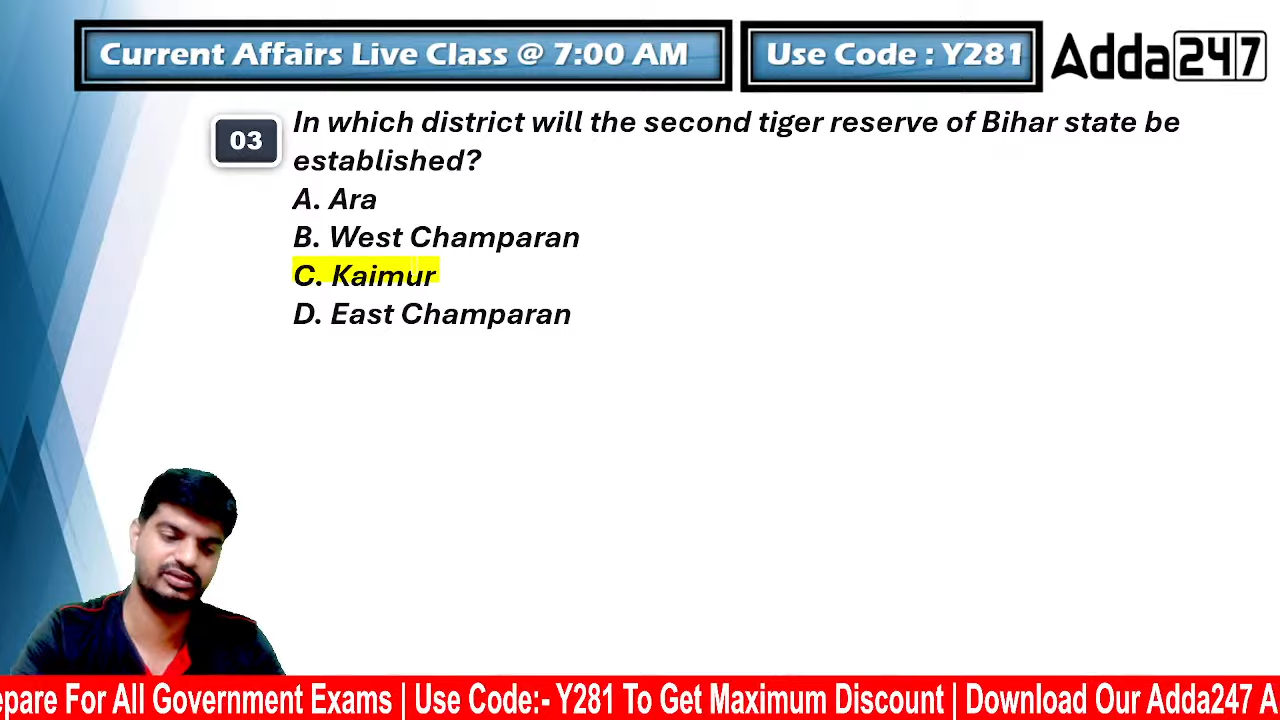 Current Affairs Live Class @ 7:00 AM
Use Code : Y281
Adda247
03
In which district will the second tiger reserve of Bihar state be
established?
A. Ara
B. West Champaran
C. Kaimur
D. East Champaran
epare For All Government Exams | Use Code:- Y281 To Get Maximum Discount | Download Our Adda247 A